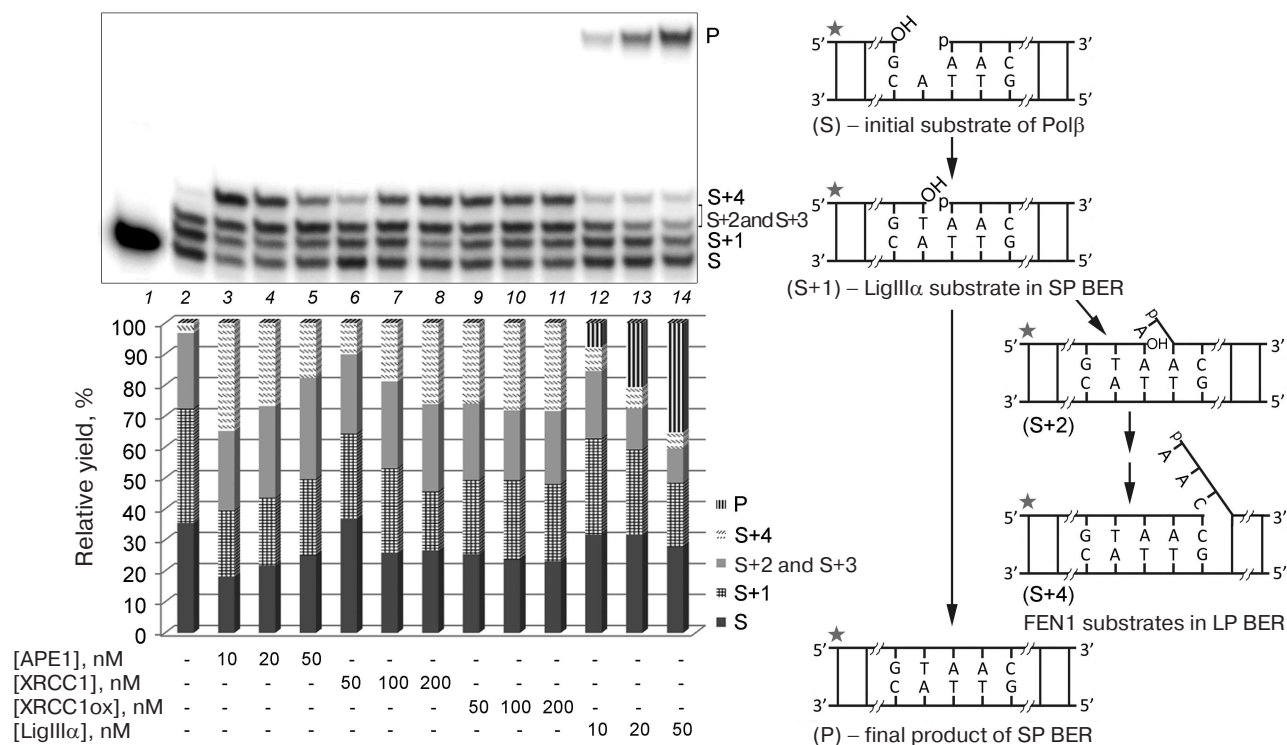 P
S+4
S+2 and S+3
S+1
S
1 2 3 4 5 6 7 8 9 10 11 12 13 14
Relative yield, %
100
90
80
70
60
50
40
30
20
10
0
P
S+4
S+2 and S+3
S+1
S
[APE1], nM - 10 20 50 - - - - - - - - -
[XRCC1], nM - - - - 50 100 200 - - - - - -
[XRCC1ox], nM - - - - - - - 50 100 200 - - -
[LigIIIα], nM - - - - - - - - - - 10 20 50
5′ OH p 3′
G A A C
C A T T G
3′ 5′
(S) – initial substrate of Polβ
5′ OH p 3′
G T A A C
C A T T G
3′ 5′
(S+1) – LigIIIα substrate in SP BER
p
A
5′ OH 3′
G T A A C
C A T T G
3′ 5′
(S+2)
p
A
A
C
5′ 3′
G T A A C
C A T T G
3′ 5′
(S+4)
FEN1 substrates in LP BER
5′ 3′
G T A A C
C A T T G
3′ 5′
(P) – final product of SP BER